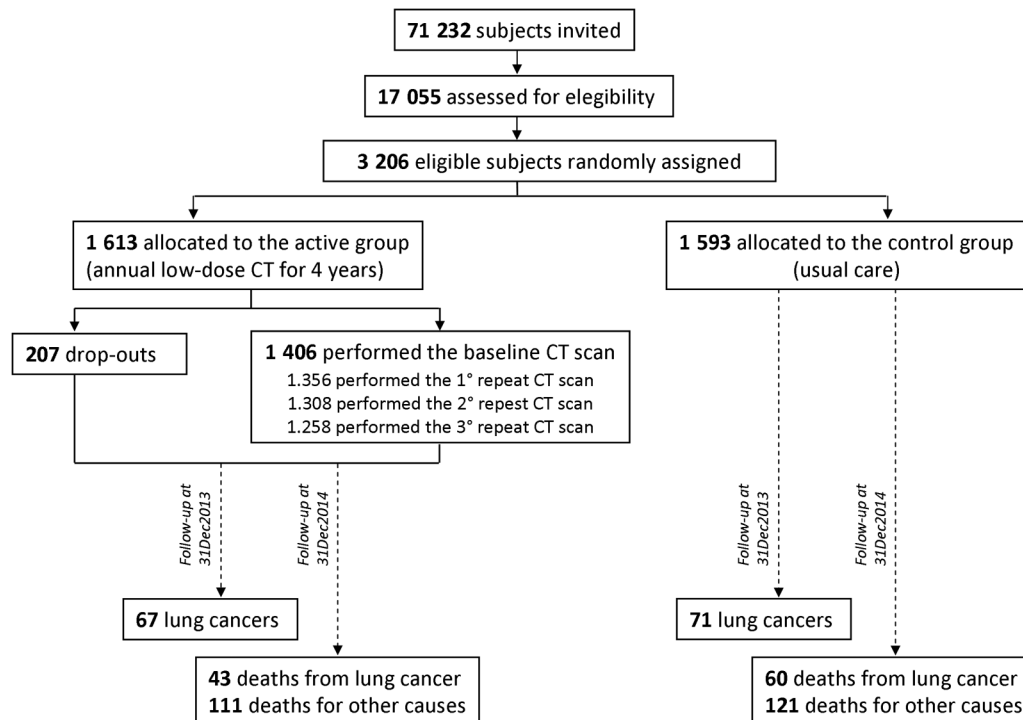 71 232 subjects invited
17 055 assessed for elegibility
3 206 eligible subjects randomly assigned
1 613 allocated to the active group
(annual low-dose CT for 4 years)
1 593 allocated to the control group
(usual care)
207 drop-outs
1 406 performed the baseline CT scan
1.356 performed the 1° repeat CT scan
1.308 performed the 2° repest CT scan
1.258 performed the 3° repeat CT scan
Follow-up at
31Dec2013
Follow-up at
31Dec2014
Follow-up at
31Dec2013
Follow-up at
31Dec2014
67 lung cancers
71 lung cancers
43 deaths from lung cancer
111 deaths for other causes
60 deaths from lung cancer
121 deaths for other causes